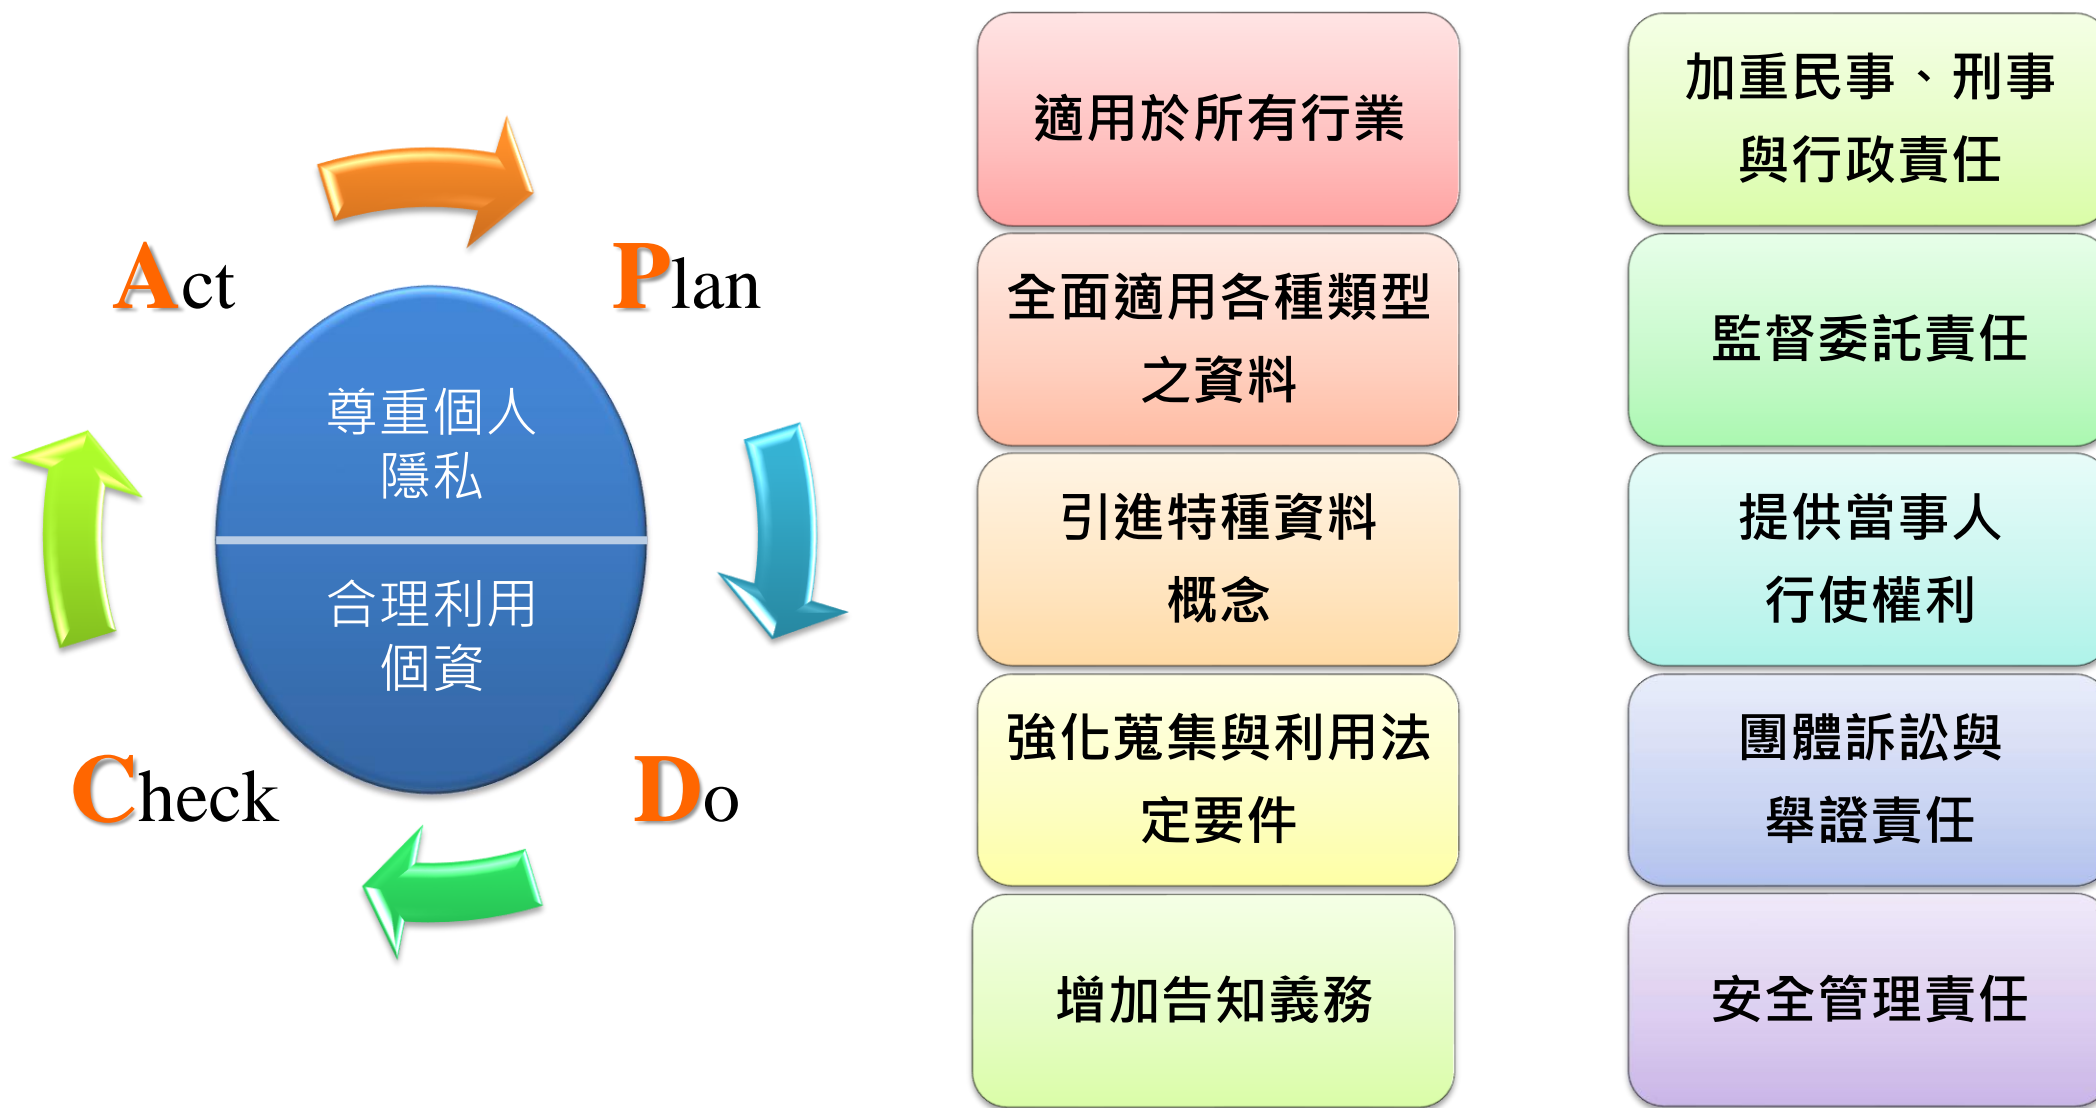 Act
Plan
尊重個人
隱私
合理利用
個資
Check
Do
適用於所有行業
全面適用各種類型
之資料
引進特種資料
概念
強化蒐集與利用法
定要件
增加告知義務
加重民事、刑事
與行政責任
監督委託責任
提供當事人
行使權利
團體訴訟與
舉證責任
安全管理責任